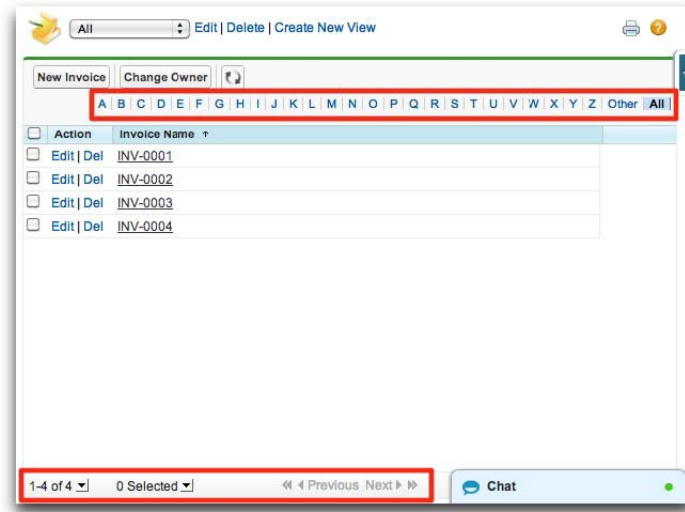 All Edit | Delete | Create New View
New Invoice Change Owner
A | B | C | D | E | F | G | H | I | J | K | L | M | N | O | P | Q | R | S | T | U | V | W | X | Y | Z | Other | All
Action Invoice Name ↑
Edit | Del INV-0001
Edit | Del INV-0002
Edit | Del INV-0003
Edit | Del INV-0004
1-4 of 4 0 Selected Previous Next Chat